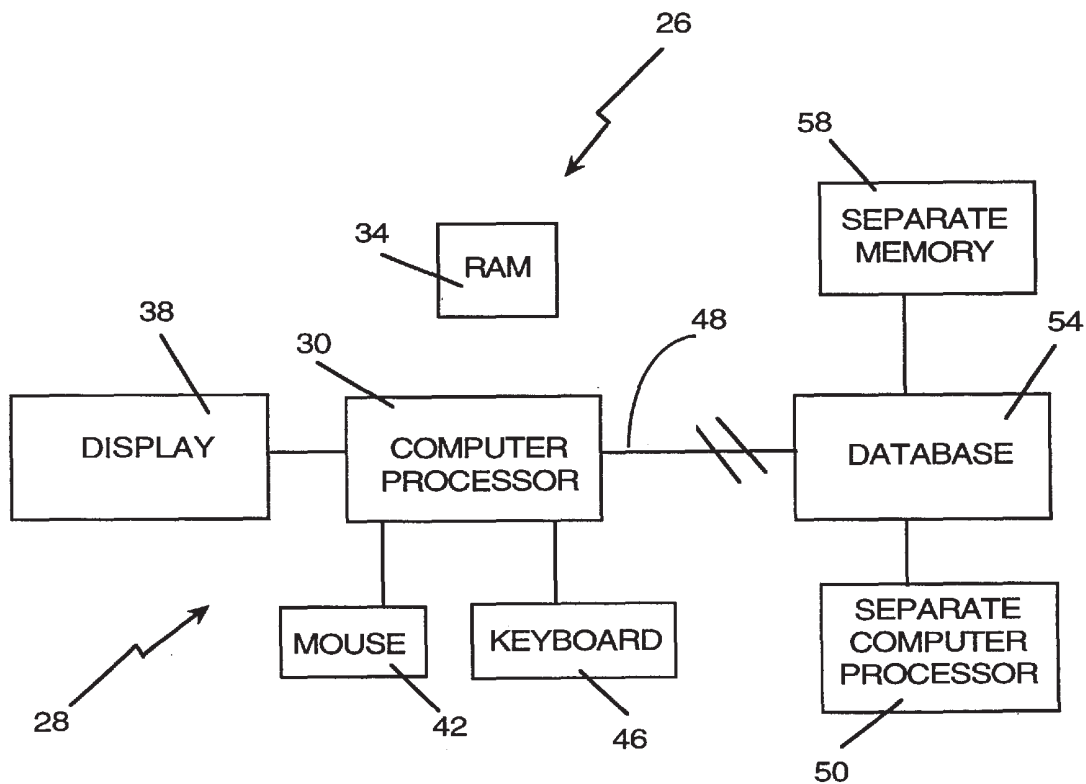 26
58
SEPARATE
MEMORY
34
RAM
38
30
48
54
DISPLAY
COMPUTER
PROCESSOR
DATABASE
MOUSE
KEYBOARD
SEPARATE
COMPUTER
PROCESSOR
28
42
46
50